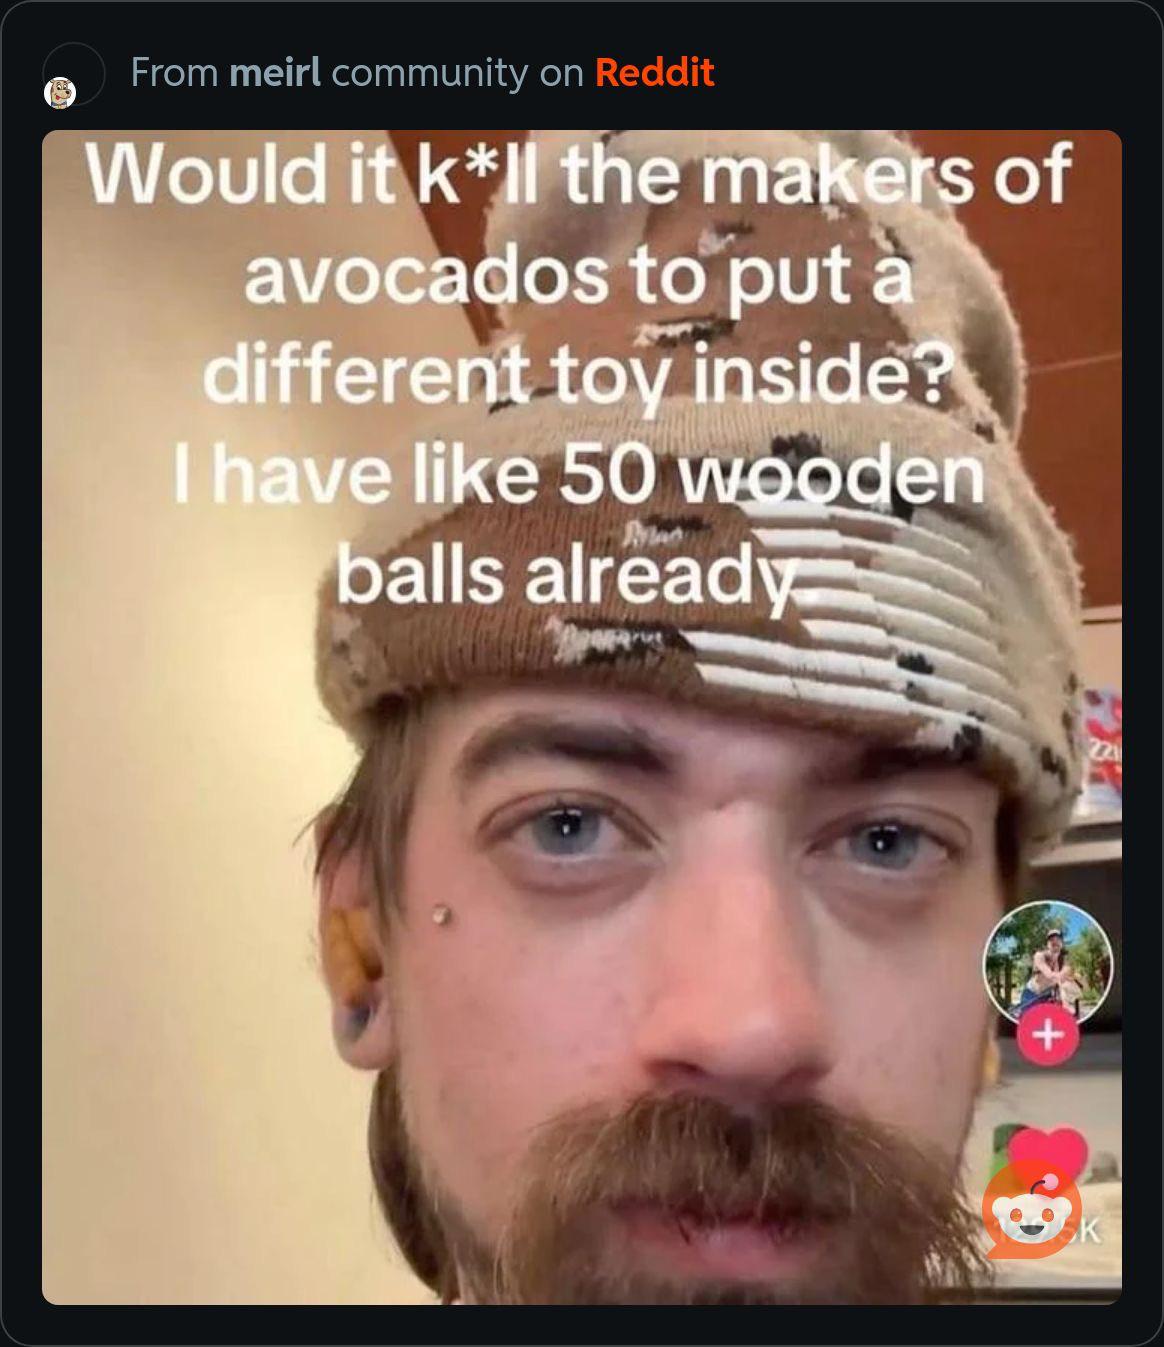 From meirl community on Reddit
Would it k*ll the makers of
avocados to put a
different toy inside?
I have like 50 wooden
balls already.